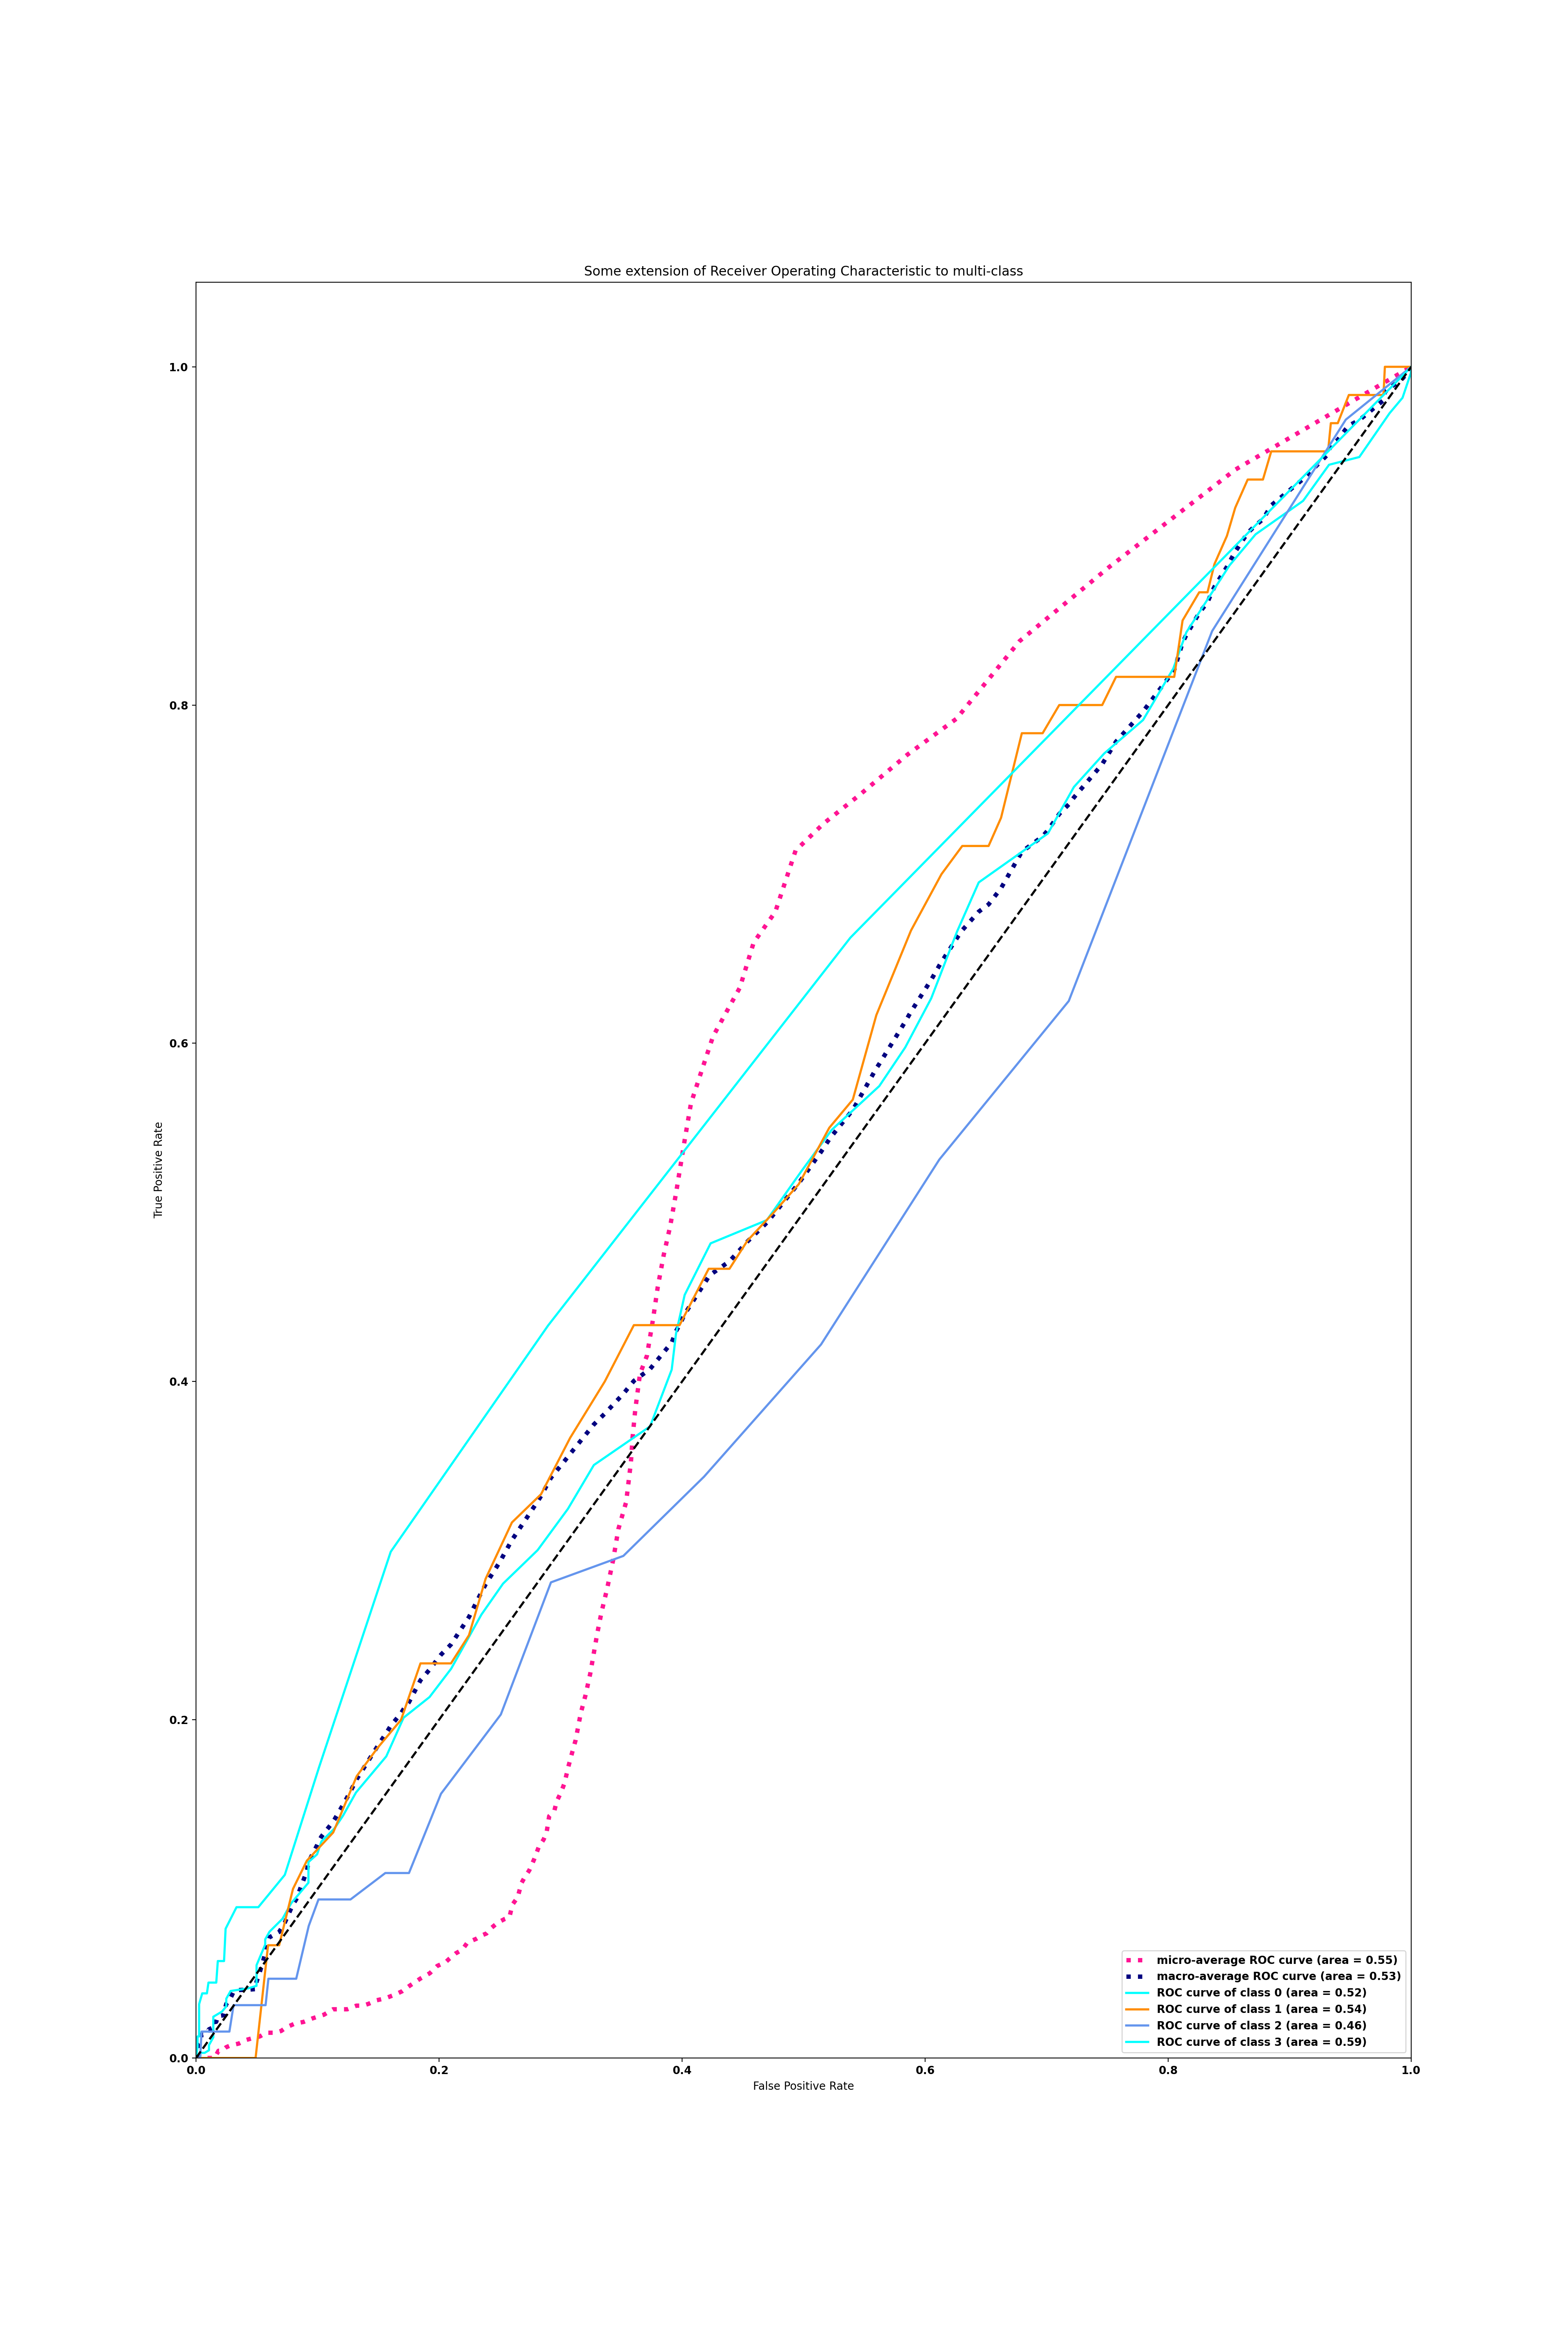 Some extension of Receiver Operating Characteristic to multi-class
1.0
0.8
0.6
0.4
0.2
0.0
True Positive Rate
0.0 0.2 0.4 0.6 0.8 1.0
False Positive Rate
micro-average ROC curve (area = 0.55)
macro-average ROC curve (area = 0.53)
ROC curve of class 0 (area = 0.52)
ROC curve of class 1 (area = 0.54)
ROC curve of class 2 (area = 0.46)
ROC curve of class 3 (area = 0.59)